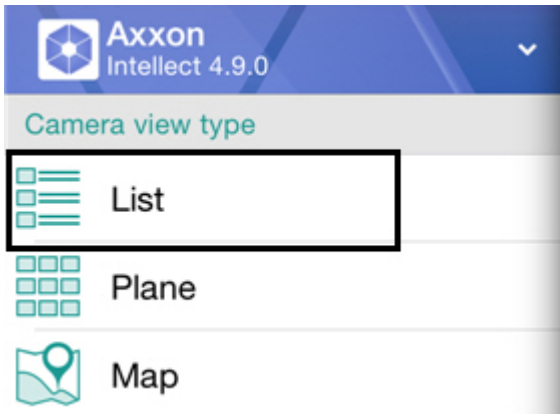 Axxon
Intellect 4.9.0
Camera view type
List
Plane
Map